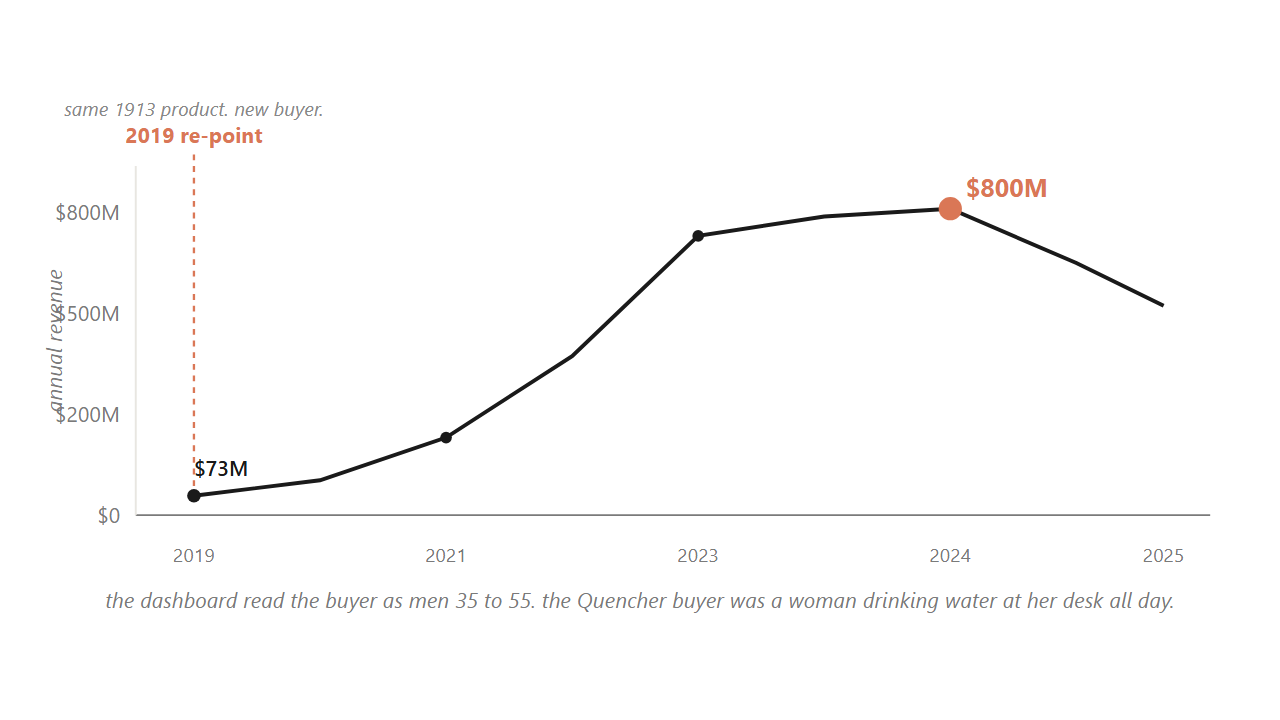 same 1913 product. new buyer.
2019 re-point
$800M
$800M
annual revenue
$500M
$200M
$73M
$0
2019
2021
2023
2024
2025
the dashboard read the buyer as men 35 to 55. the Quencher buyer was a woman drinking water at her desk all day.